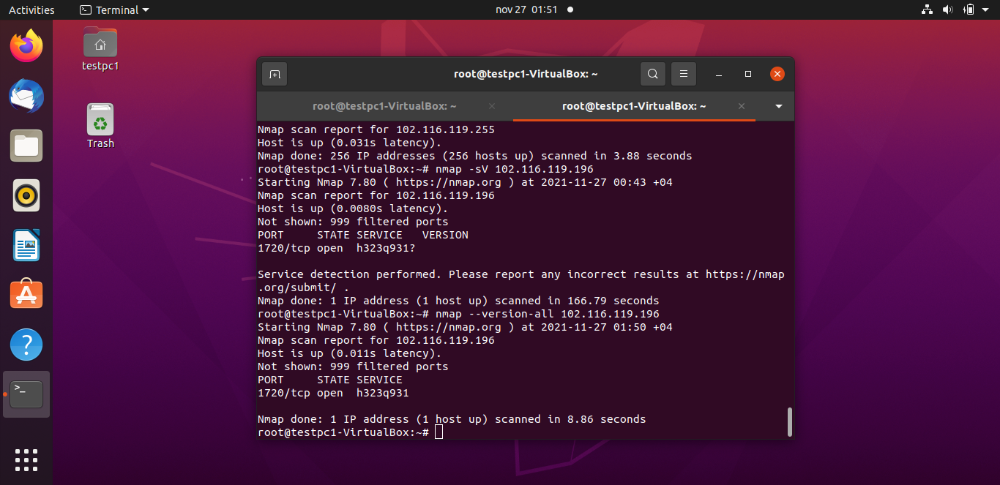 Activities
Terminal
nov 27 01:51
testpc1
Trash
root@testpc1-VirtualBox: ~
root@testpc1-VirtualBox: ~
root@testpc1-VirtualBox: ~
Nmap scan report for 102.116.119.255
Host is up (0.031s latency).
Nmap done: 256 IP addresses (256 hosts up) scanned in 3.88 seconds
root@testpc1-VirtualBox:~# nmap -sV 102.116.119.196
Starting Nmap 7.80 ( https://nmap.org ) at 2021-11-27 00:43 +04
Nmap scan report for 102.116.119.196
Host is up (0.0080s latency).
Not shown: 999 filtered ports
PORT     STATE SERVICE   VERSION
1720/tcp open  h323q931?
Service detection performed. Please report any incorrect results at https://nmap
.org/submit/ .
Nmap done: 1 IP address (1 host up) scanned in 166.79 seconds
root@testpc1-VirtualBox:~# nmap --version-all 102.116.119.196
Starting Nmap 7.80 ( https://nmap.org ) at 2021-11-27 01:50 +04
Nmap scan report for 102.116.119.196
Host is up (0.011s latency).
Not shown: 999 filtered ports
PORT     STATE SERVICE
1720/tcp open  h323q931
Nmap done: 1 IP address (1 host up) scanned in 8.86 seconds
root@testpc1-VirtualBox:~#